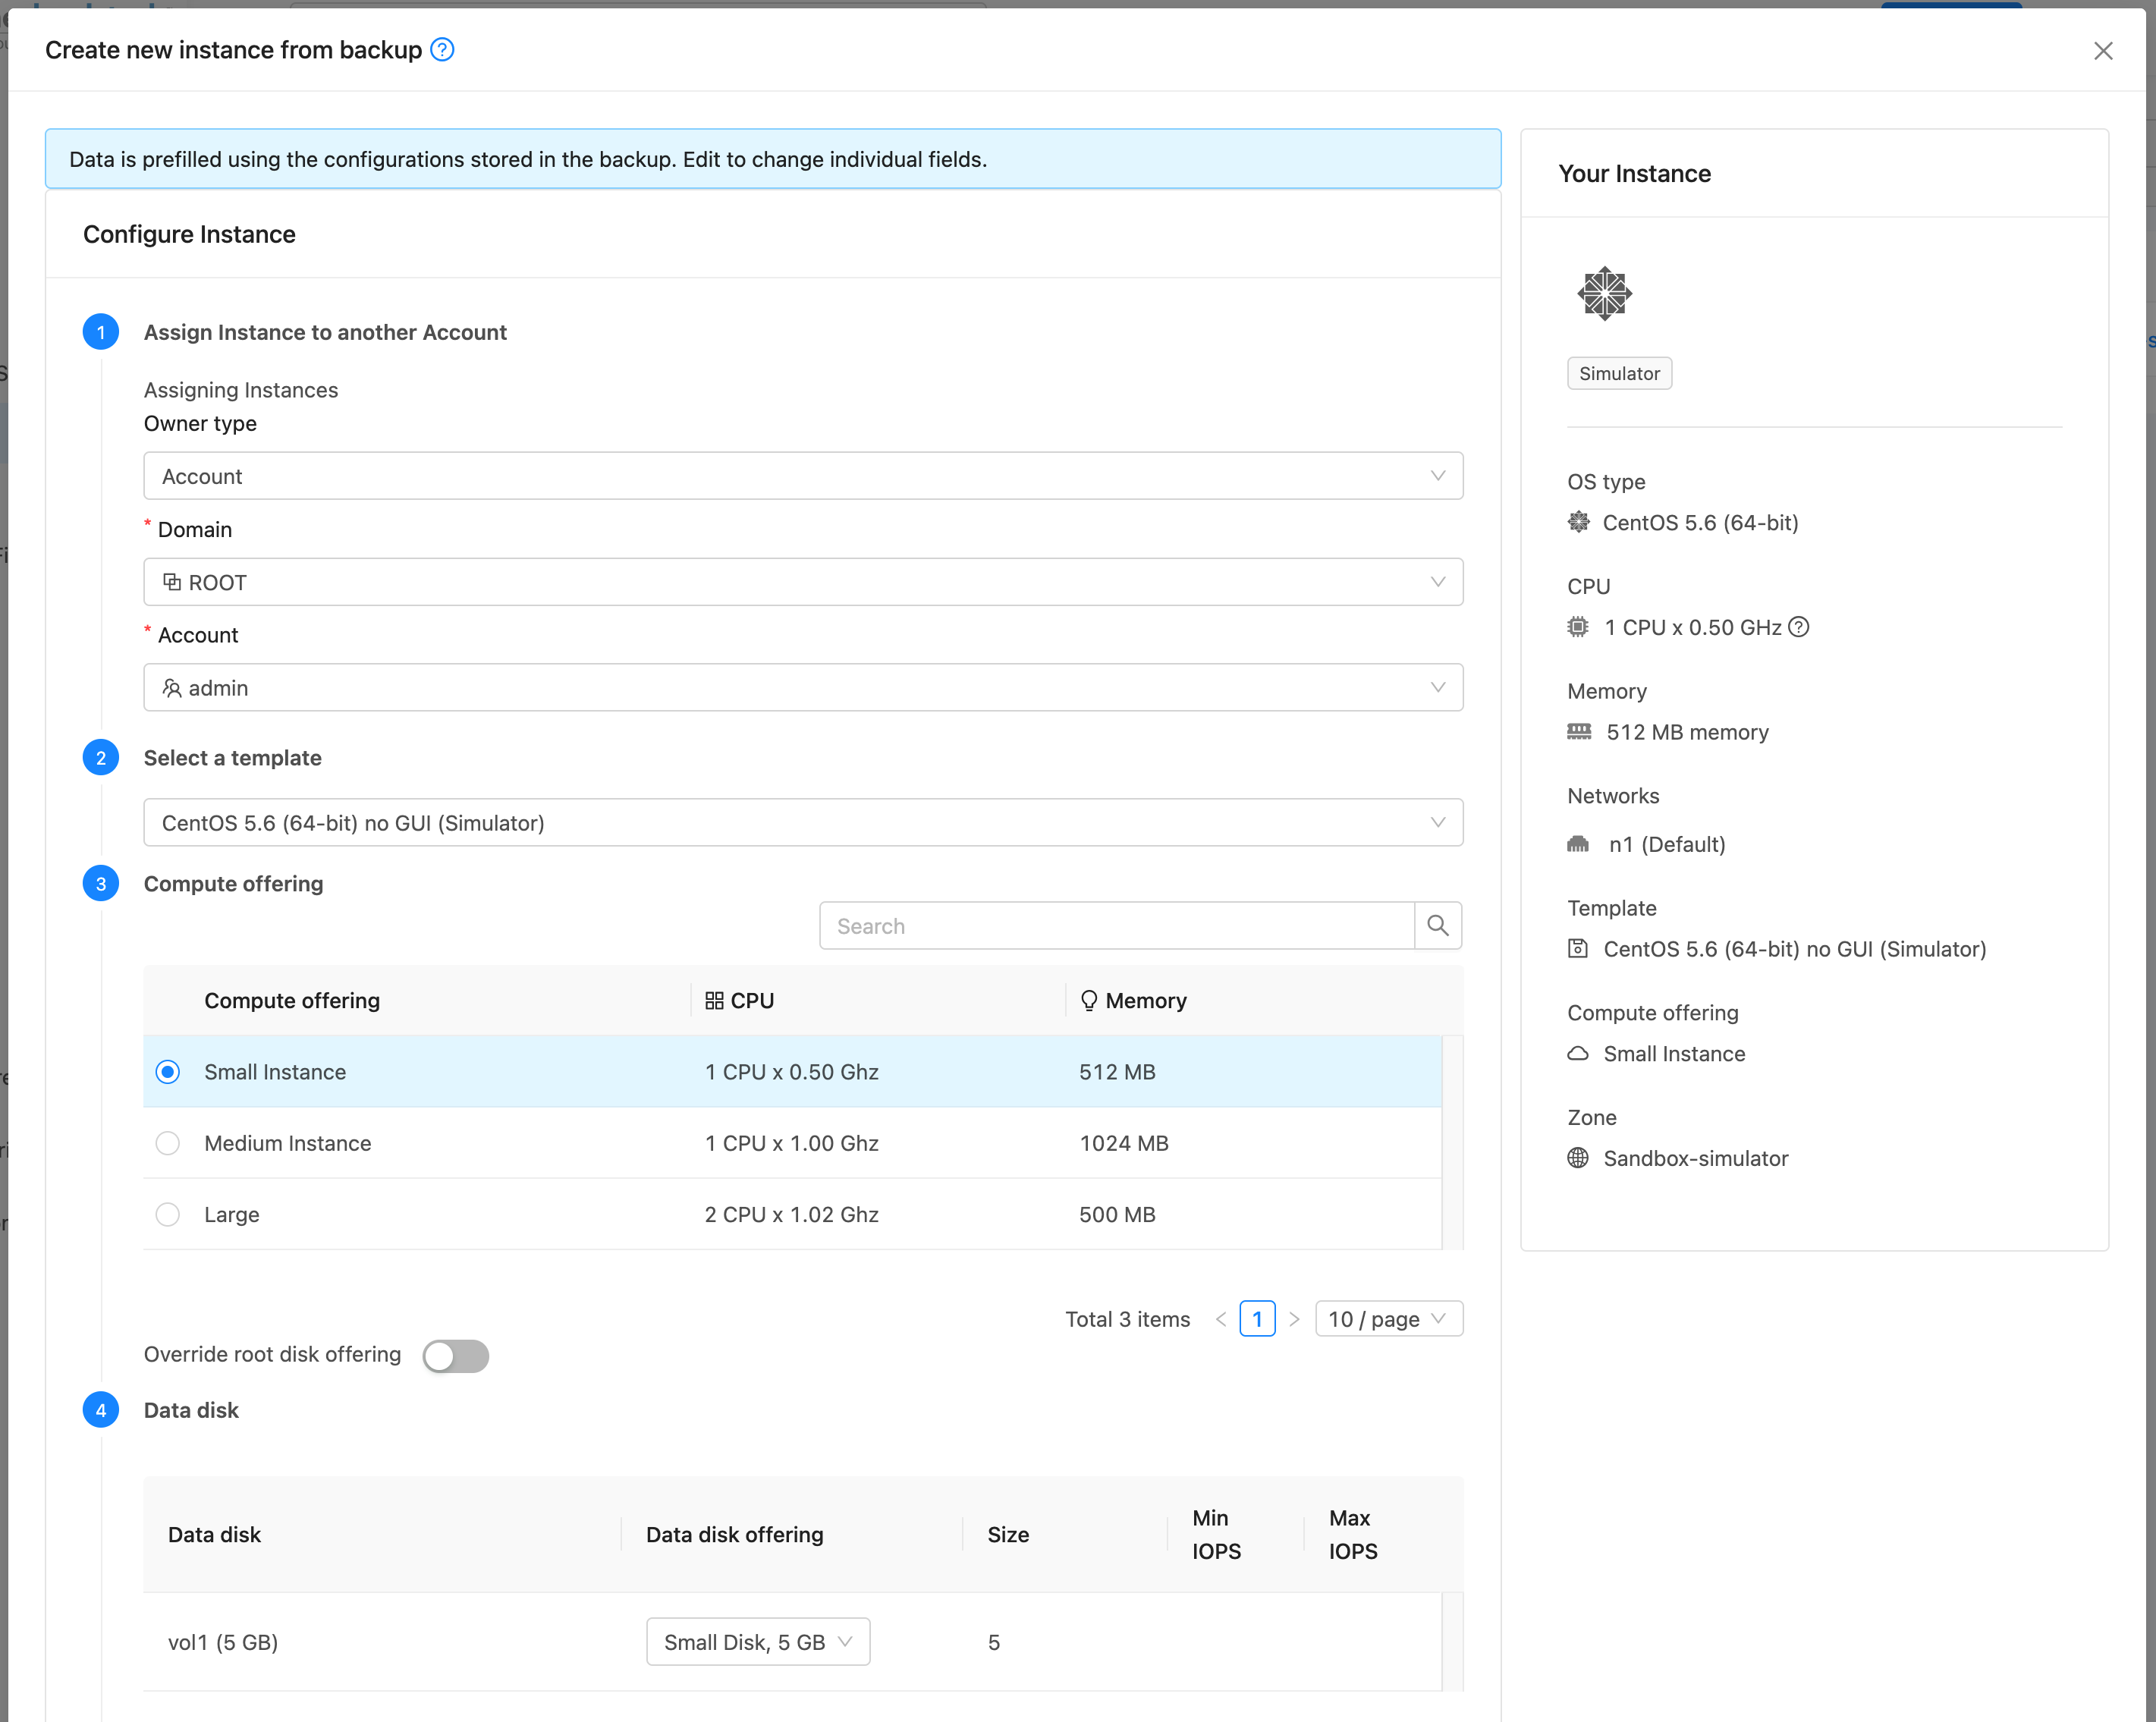 Create new instance from backup
Data is prefilled using the configurations stored in the backup. Edit to change individual fields.
Configure Instance
1
Assign Instance to another Account
Assigning Instances
Owner type
Account
* Domain
ROOT
* Account
admin
2
Select a template
CentOS 5.6 (64-bit) no GUI (Simulator)
3
Compute offering
Search
Compute offering CPU Memory
Small Instance 1 CPU x 0.50 Ghz 512 MB
Medium Instance 1 CPU x 1.00 Ghz 1024 MB
Large 2 CPU x 1.02 Ghz 500 MB
Total 3 items < 1 > 10 / page
Override root disk offering
4
Data disk
Data disk Data disk offering Size Min IOPS Max IOPS
vol1 (5 GB) Small Disk, 5 GB 5
Your Instance
Simulator
OS type
CentOS 5.6 (64-bit)
CPU
1 CPU x 0.50 GHz
Memory
512 MB memory
Networks
n1 (Default)
Template
CentOS 5.6 (64-bit) no GUI (Simulator)
Compute offering
Small Instance
Zone
Sandbox-simulator